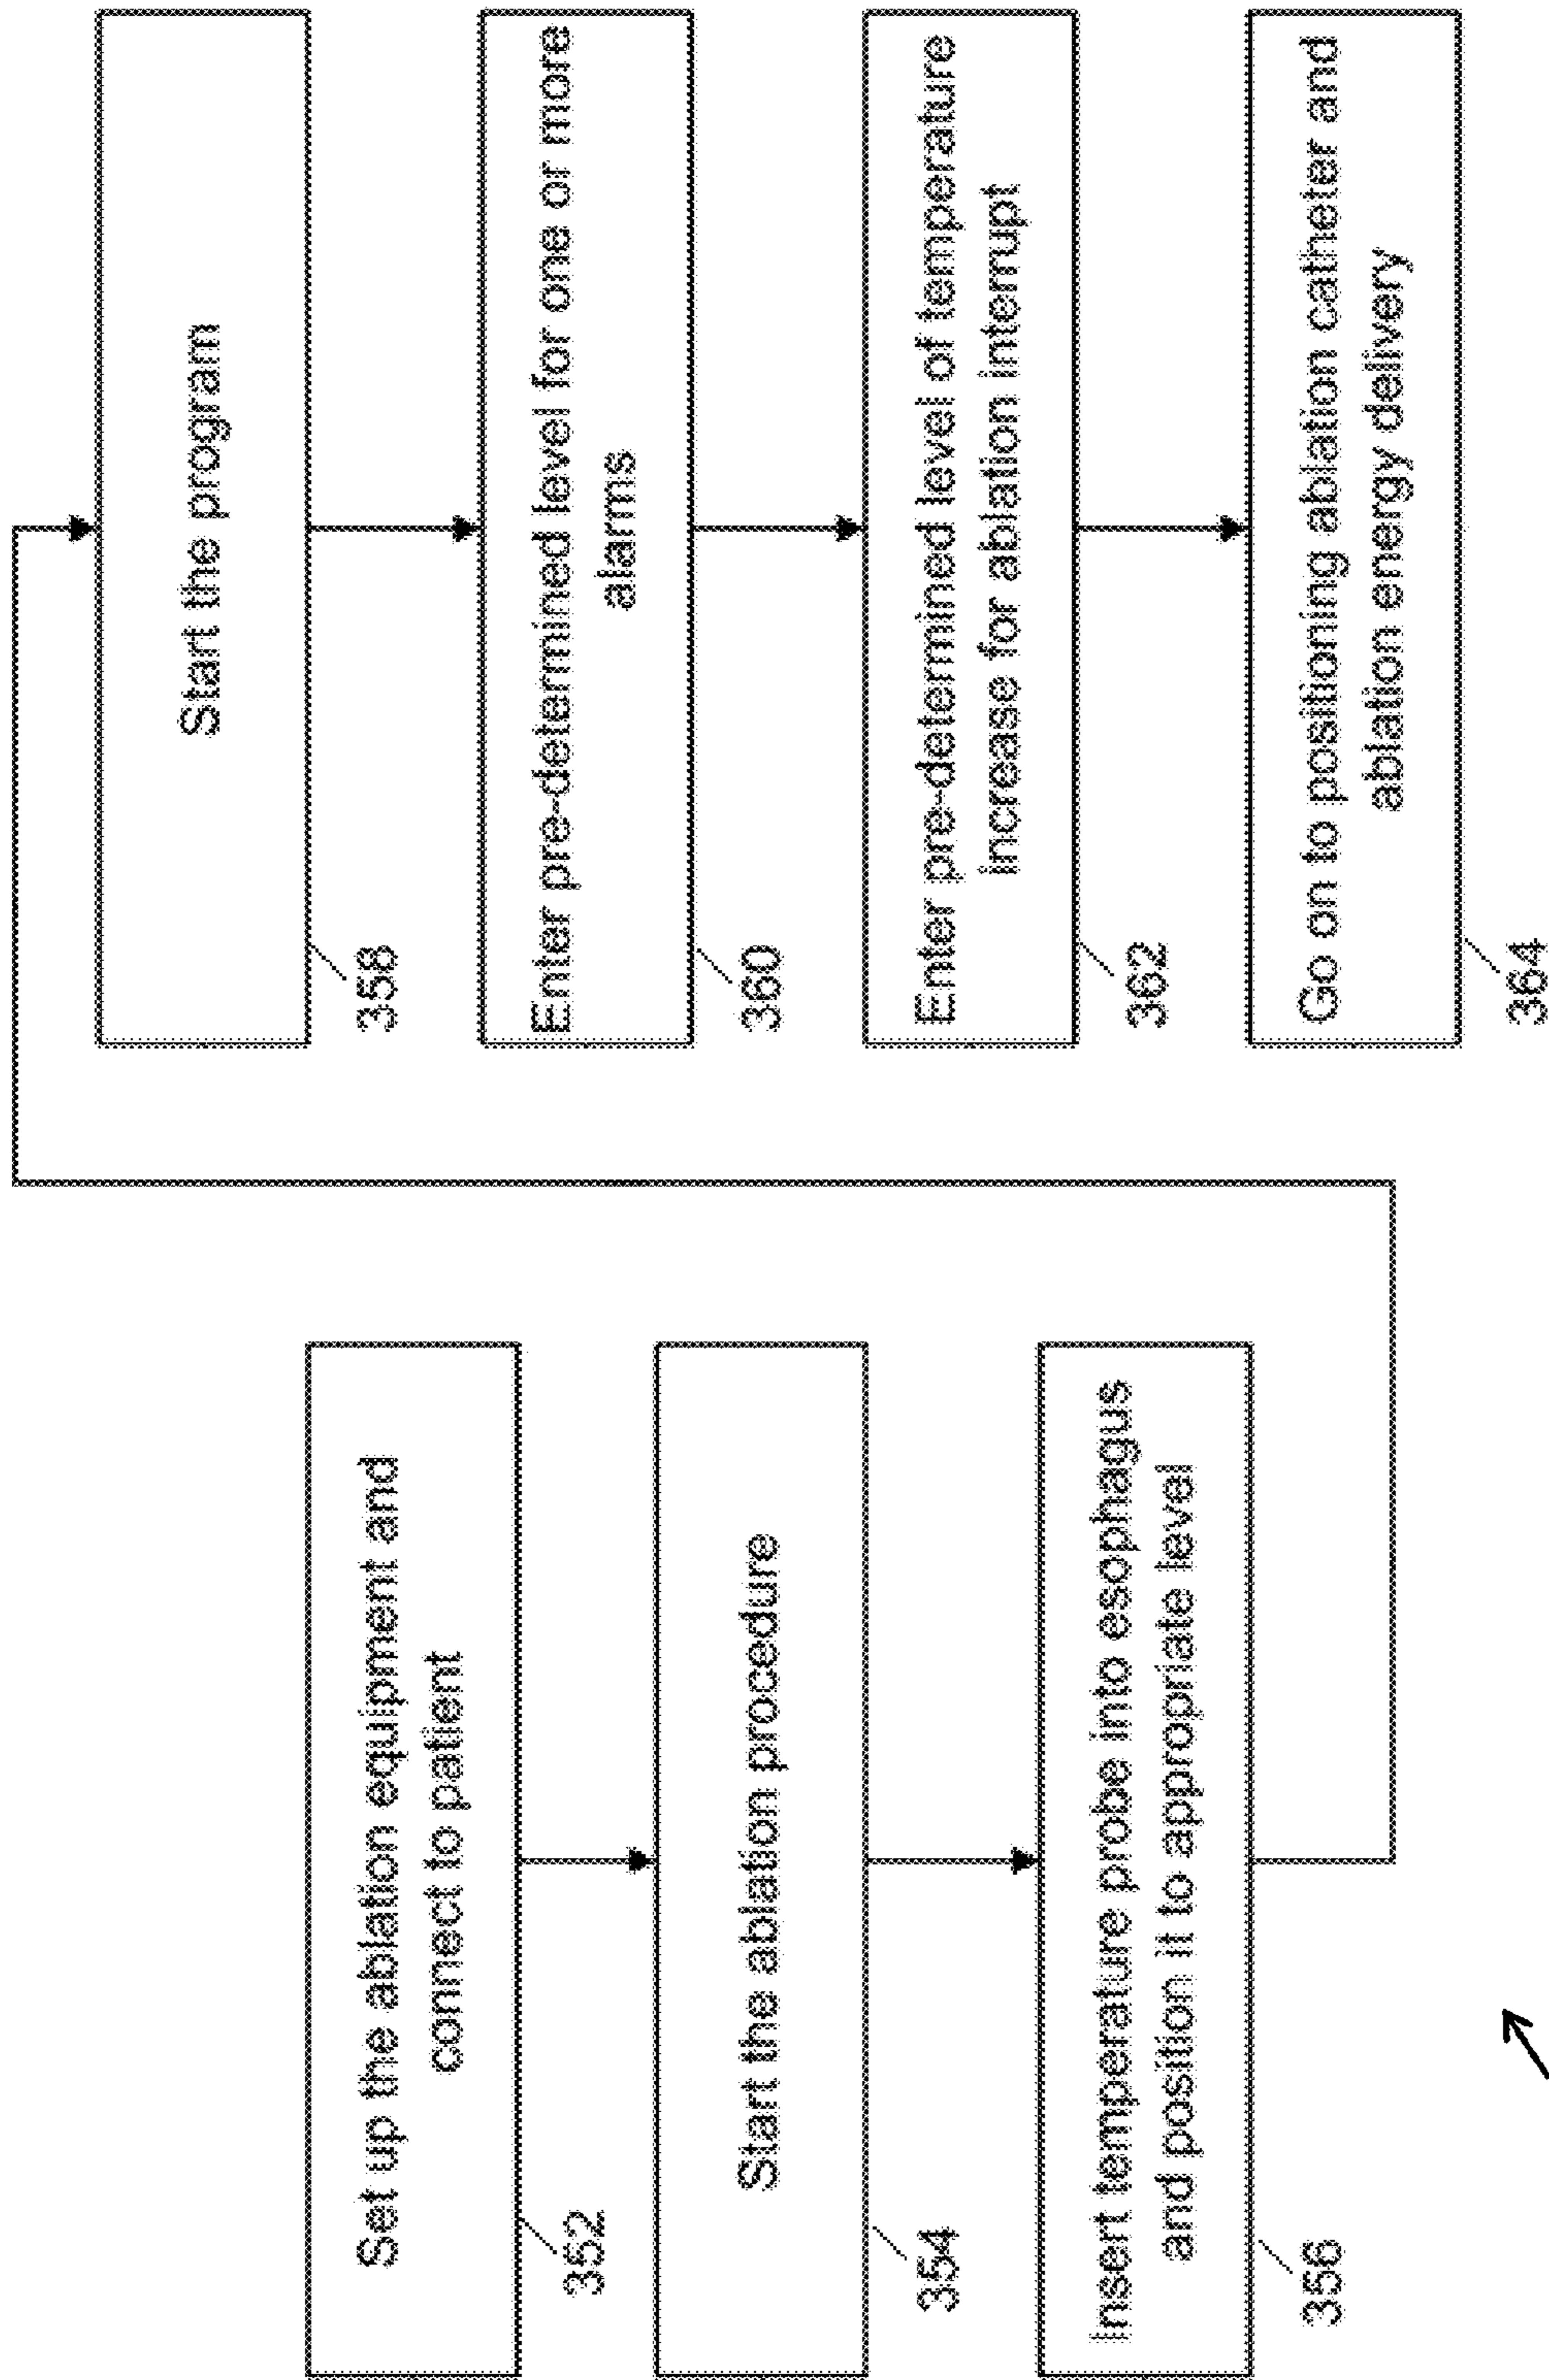 Set up the ablation equipment and
connect to patient
352
Start the ablation procedure
354
Insert temperature probe into esophagus
and position it to appropriate level
356
Start the program
358
Enter pre-determined level for one or more
alarms
360
Enter pre-determined level of temperature
increase for ablation interrupt
362
Go on to positioning ablation catheter and
ablation energy delivery
364